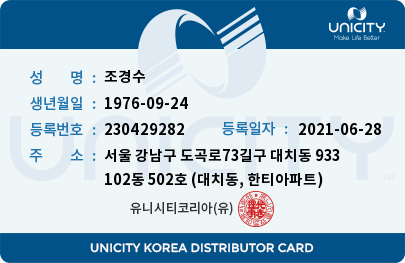 UNICITY
Make Life Better
성 명 : 조경수
생년월일 : 1976-09-24
등록번호 : 230429282 등록일자 : 2021-06-28
주 소 : 서울 강남구 도곡로73길구 대치동 933
102동 502호 (대치동, 한티아파트)
유니시티코리아(유)
UNICITY
TM
UNICITY KOREA DISTRIBUTOR CARD